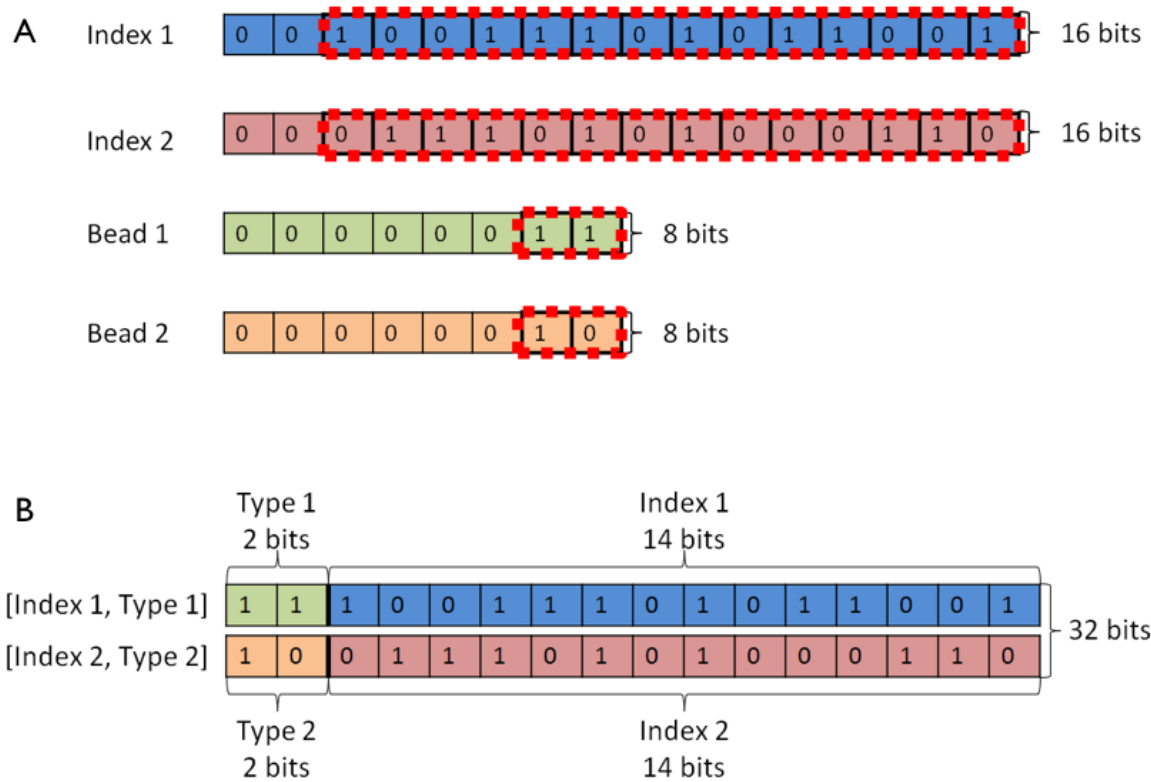 A
Index 1 0 0 1 0 0 1 1 1 0 1 0 1 1 0 0 1 16 bits
Index 2 0 0 0 1 1 1 0 1 0 1 0 0 0 1 1 0 16 bits
Bead 1 0 0 0 0 0 0 1 1 8 bits
Bead 2 0 0 0 0 0 0 1 0 8 bits
B
Type 1 Index 1
2 bits 14 bits
[Index 1, Type 1] 1 1 1 0 0 1 1 1 0 1 0 1 1 0 0 1
32 bits
[Index 2, Type 2] 1 0 0 1 1 1 0 1 0 1 0 0 0 1 1 0
Type 2 Index 2
2 bits 14 bits